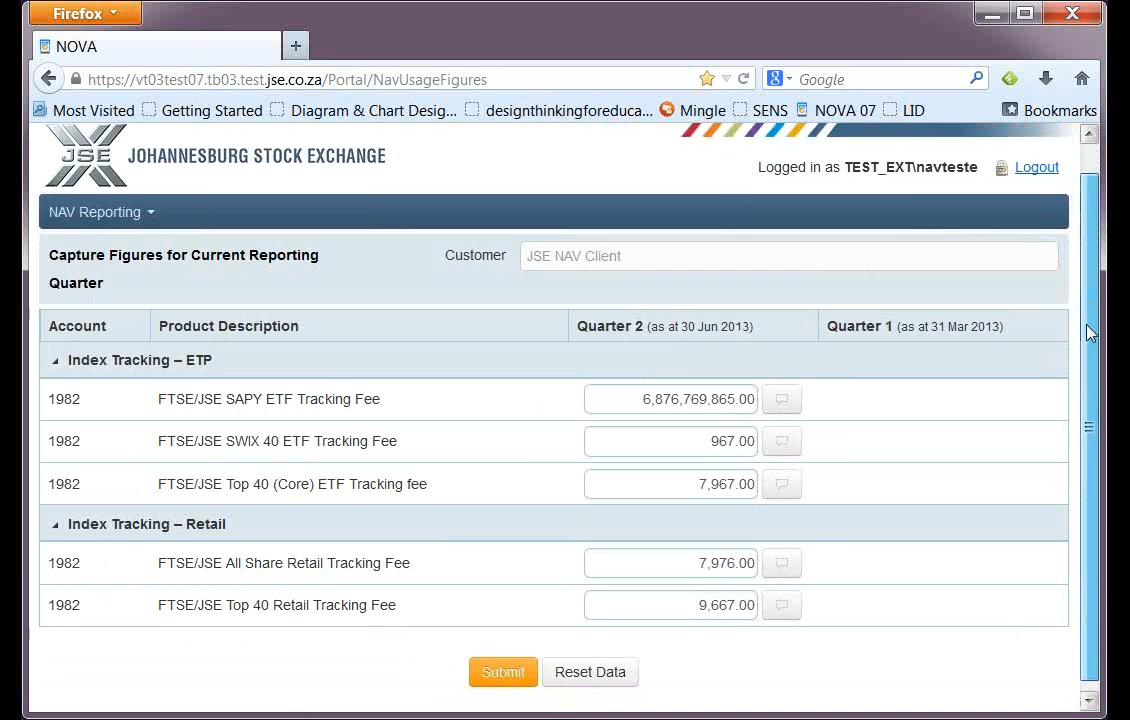 Firefox
NOVA
https://vt03test07.tb03.test.jse.co.za/Portal/NavUsageFigures
Google
Most Visited Getting Started Diagram & Chart Desig... designthinkingforeduca... Mingle SENS NOVA 07 LID Bookmarks
JSE JOHANNESBURG STOCK EXCHANGE
Logged in as TEST_EXT\navteste Logout
NAV Reporting
Capture Figures for Current Reporting Quarter
Customer JSE NAV Client
Account Product Description Quarter 2 (as at 30 Jun 2013) Quarter 1 (as at 31 Mar 2013)
Index Tracking – ETP
1982 FTSE/JSE SAPY ETF Tracking Fee 6,876,769,865.00
1982 FTSE/JSE SWIX 40 ETF Tracking Fee 967.00
1982 FTSE/JSE Top 40 (Core) ETF Tracking fee 7,967.00
Index Tracking – Retail
1982 FTSE/JSE All Share Retail Tracking Fee 7,976.00
1982 FTSE/JSE Top 40 Retail Tracking Fee 9,667.00
Submit Reset Data